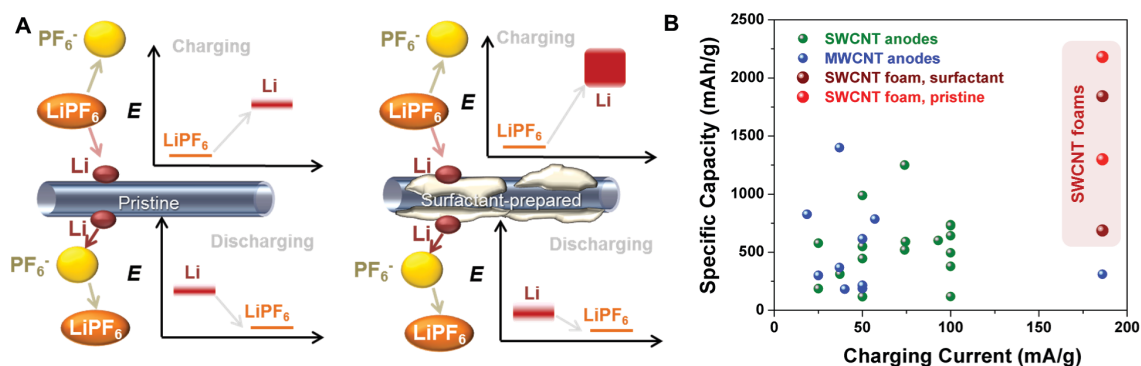 A
PF6-
Charging
Li
E
LiPF6
LiPF6
Li
Pristine
Li
Discharging
PF6-
E
Li
LiPF6
LiPF6
PF6-
Charging
Li
E
LiPF6
LiPF6
Li
Surfactant-prepared
Li
Discharging
PF6-
E
Li
LiPF6
LiPF6
B
Specific Capacity (mAh/g)
2500
2000
1500
1000
500
0
SWCNT anodes
MWCNT anodes
SWCNT foam, surfactant
SWCNT foam, pristine
SWCNT foams
0
50
100
150
200
Charging Current (mA/g)